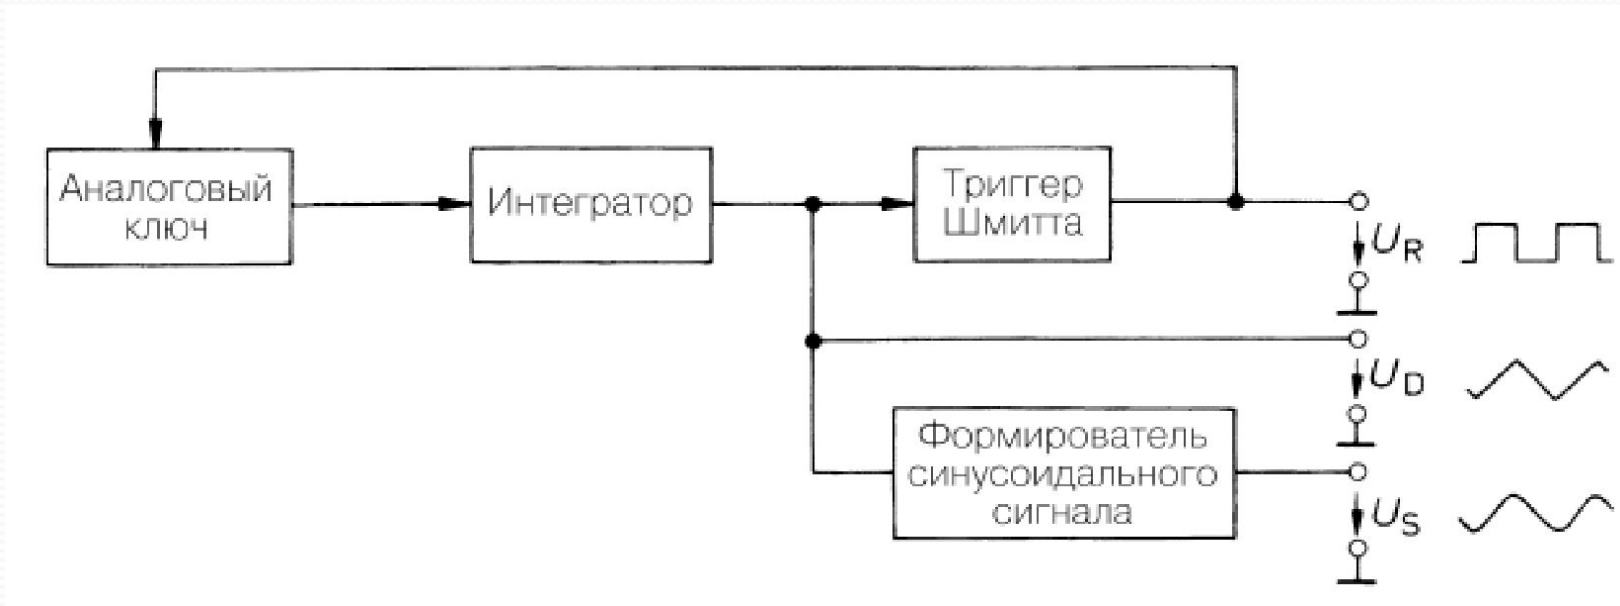 Аналоговый
ключ
Интегратор
Триггер
Шмитта
U_R
U_D
Формирователь
синусоидального
сигнала
U_S